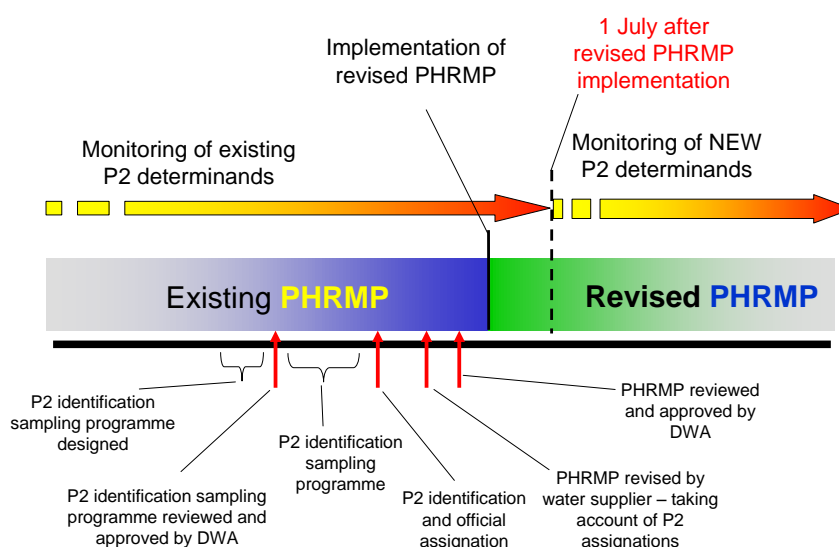 Implementation of
revised PHRMP
1 July after
revised PHRMP
implementation
Monitoring of existing
P2 determinands
Monitoring of NEW
P2 determinands
Existing PHRMP
Revised PHRMP
P2 identification
sampling programme
designed
P2 identification sampling
programme reviewed and
approved by DWA
P2 identification
sampling
programme
P2 identification
and official
assignation
PHRMP revised by
water supplier – taking
account of P2
assignations
PHRMP reviewed
and approved by
DWA